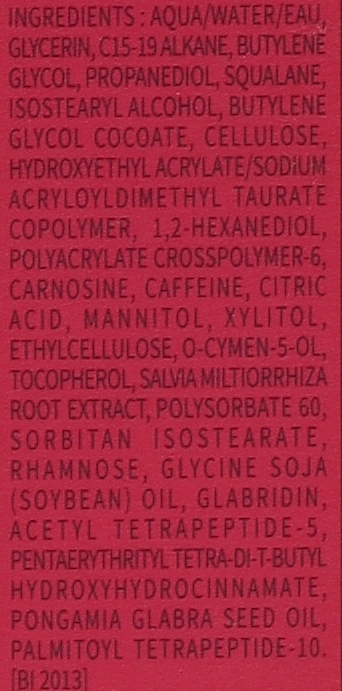 INGREDIENTS : AQUA/WATER/EAU,
GLYCERIN, C15-19 ALKANE, BUTYLENE
GLYCOL, PROPANEDIOL, SQUALANE,
ISOSTEARYL ALCOHOL, BUTYLENE
GLYCOL COCOATE, CELLULOSE,
HYDROXYETHYL ACRYLATE/SODIUM
ACRYLOYLDIMETHYL TAURATE
COPOLYMER, 1,2-HEXANEDIOL,
POLYACRYLATE CROSSPOLYMER-6,
CARNOSINE, CAFFEINE, CITRIC
ACID, MANNITOL, XYLITOL,
ETHYLCELLULOSE, O-CYMEN-5-OL,
TOCOPHEROL, SALVIA MILTIORRHIZA
ROOT EXTRACT, POLYSORBATE 60,
SORBITAN ISOSTEARATE,
RHAMNOSE, GLYCINE SOJA
(SOYBEAN) OIL, GLABRIDIN,
ACETYL TETRAPEPTIDE-5,
PENTAERYTHRITYL TETRA-DI-T-BUTYL
HYDROXYHYDROCINNAMATE,
PONGAMIA GLABRA SEED OIL,
PALMITOYL TETRAPEPTIDE-10.
[BI 2013]